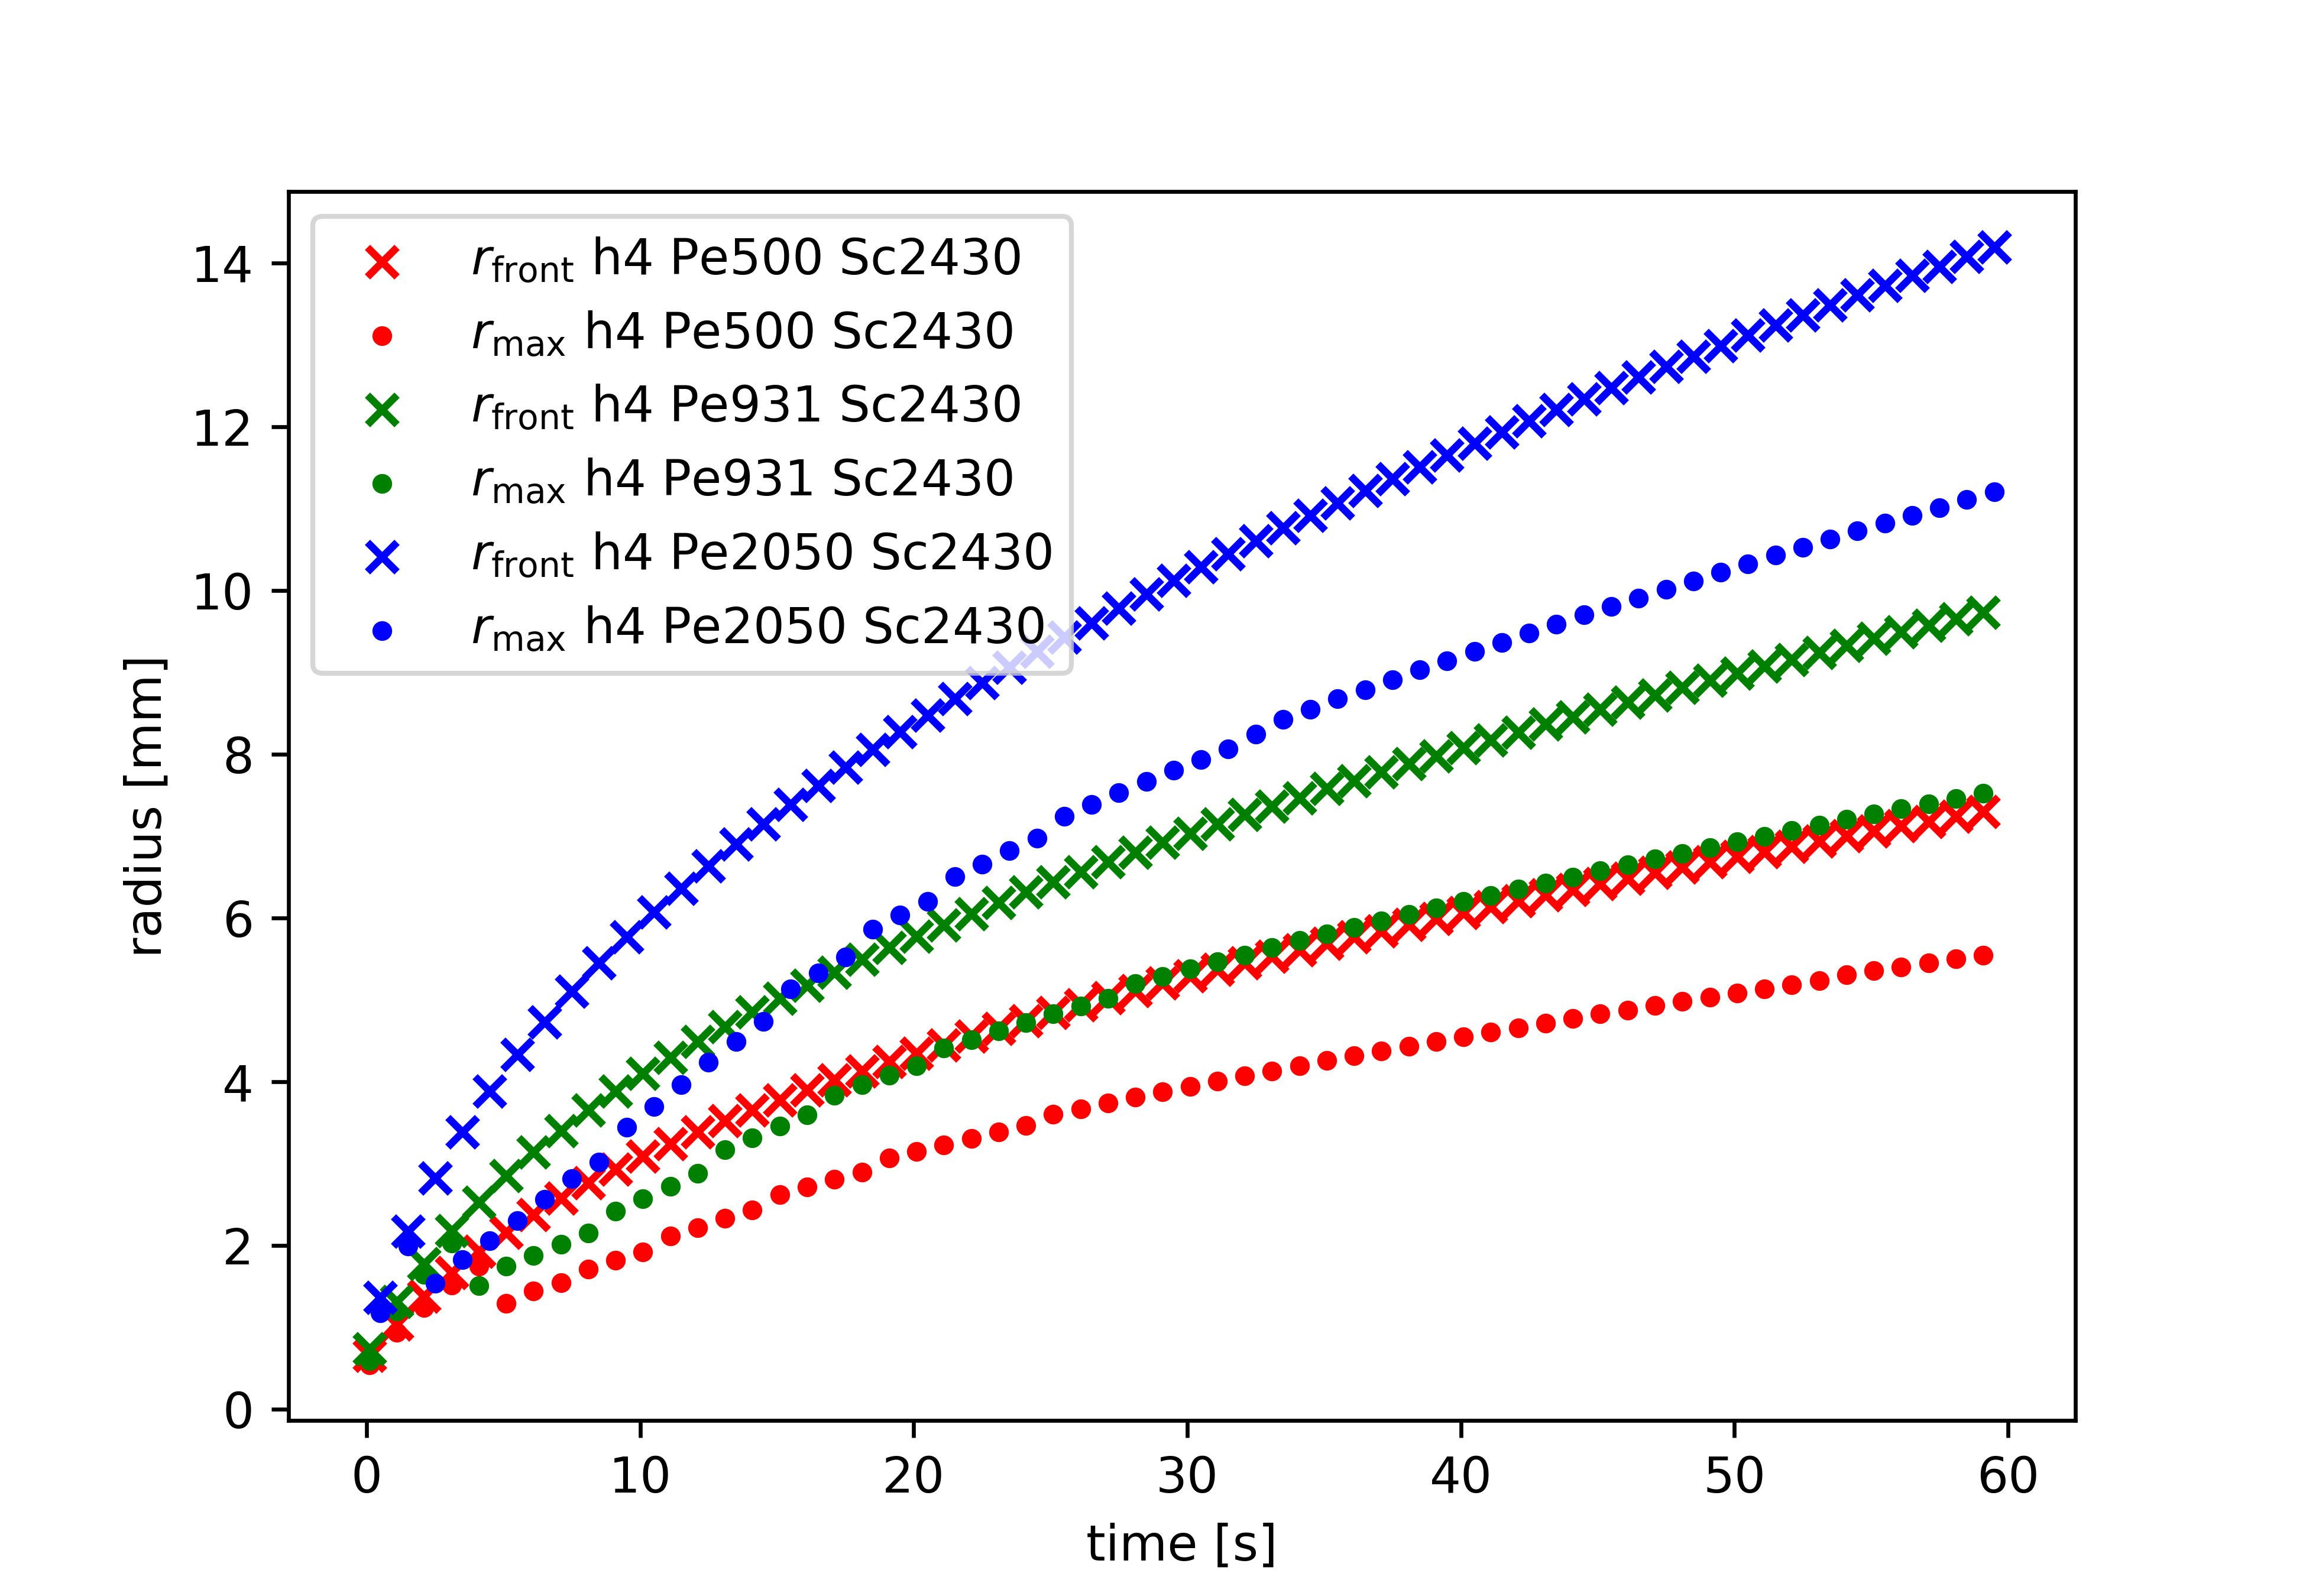 14
12
10
8
6
4
2
0
radius [mm]
r_front h4 Pe500 Sc2430
r_max h4 Pe500 Sc2430
r_front h4 Pe931 Sc2430
r_max h4 Pe931 Sc2430
r_front h4 Pe2050 Sc2430
r_max h4 Pe2050 Sc2430
0 10 20 30 40 50 60
time [s]